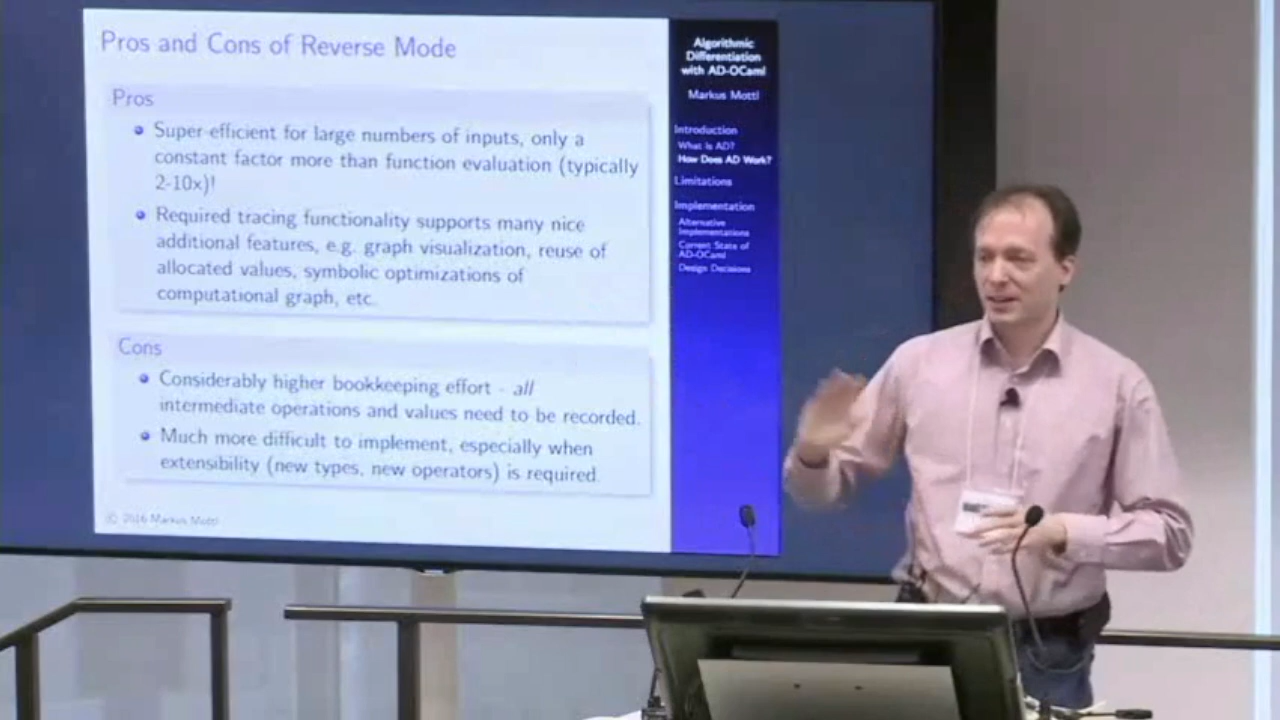 Pros and Cons of Reverse Mode
Pros
Super-efficient for large numbers of inputs, only a
constant factor more than function evaluation (typically
2-10x)!
Required tracing functionality supports many nice
additional features, e.g. graph visualization, reuse of
allocated values, symbolic optimizations of
computational graph, etc.
Cons
Considerably higher bookkeeping effort - all
intermediate operations and values need to be recorded.
Much more difficult to implement, especially when
extensibility (new types, new operators) is required.
© 2016 Markus Mottl
Algorithmic
Differentiation
with AD-OCaml
Markus Mottl
Introduction
What is AD?
How Does AD Work?
Limitations
Implementation
Alternative
Implementations
Current State of
AD-OCaml
Design Decisions